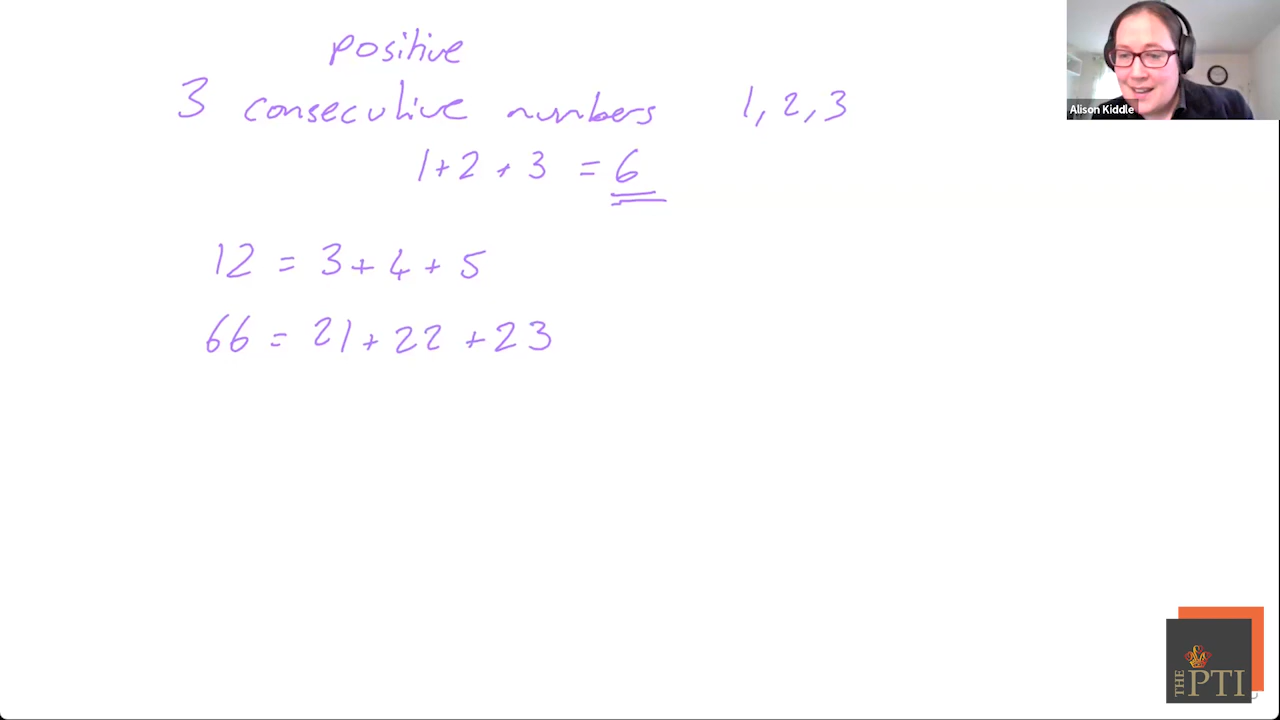 positive
3 consecutive numbers 1, 2, 3
1+2+3 = 6
12 = 3+4+5
66 = 21+22+23
Alison Kiddle
THE PTI